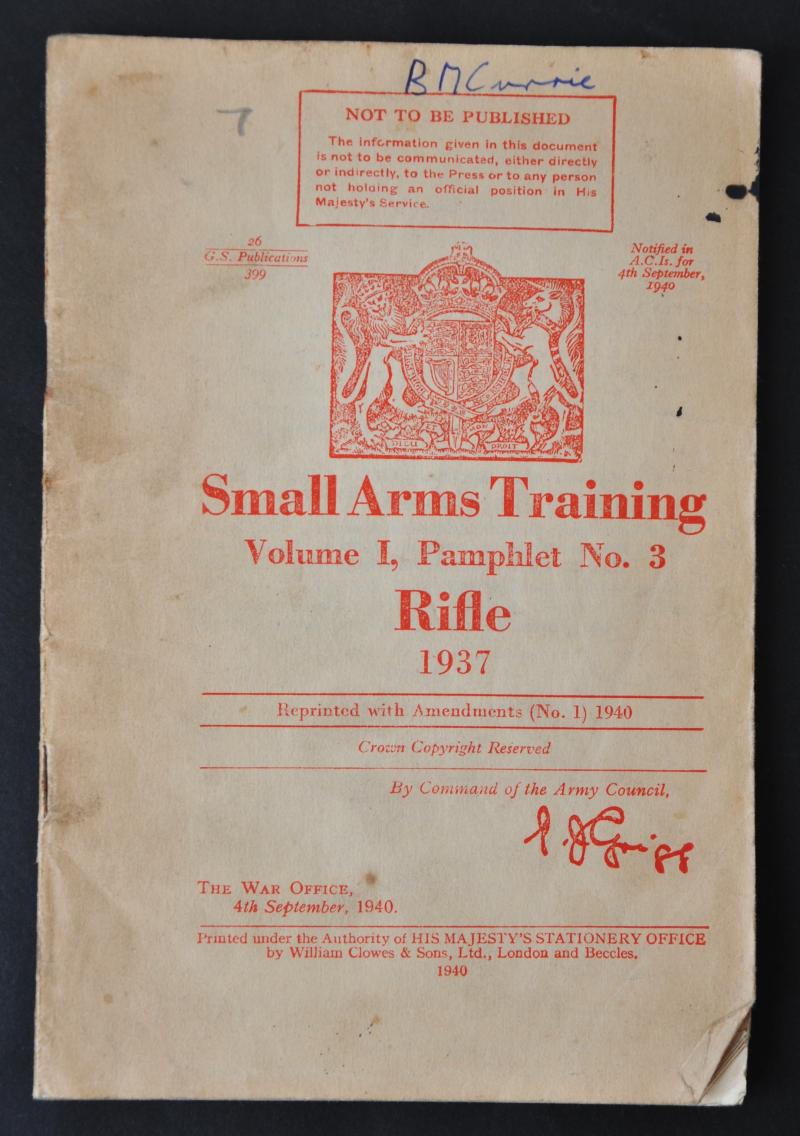 BMCurrie
7
NOT TO BE PUBLISHED
The information given in this document
is not to be communicated, either directly
or indirectly, to the Press or to any person
not holding an official position in His
Majesty's Service.
26
G.S. Publications
399
Notified in
A.C.Is. for
4th September,
1940
DIEU ET MON DROIT
Small Arms Training
Volume I, Pamphlet No. 3
Rifle
1937
Reprinted with Amendments (No. 1) 1940
Crown Copyright Reserved
By Command of the Army Council,
P. J. Grigg
THE WAR OFFICE,
4th September, 1940.
Printed under the Authority of HIS MAJESTY'S STATIONERY OFFICE
by William Clowes & Sons, Ltd., London and Beccles.
1940